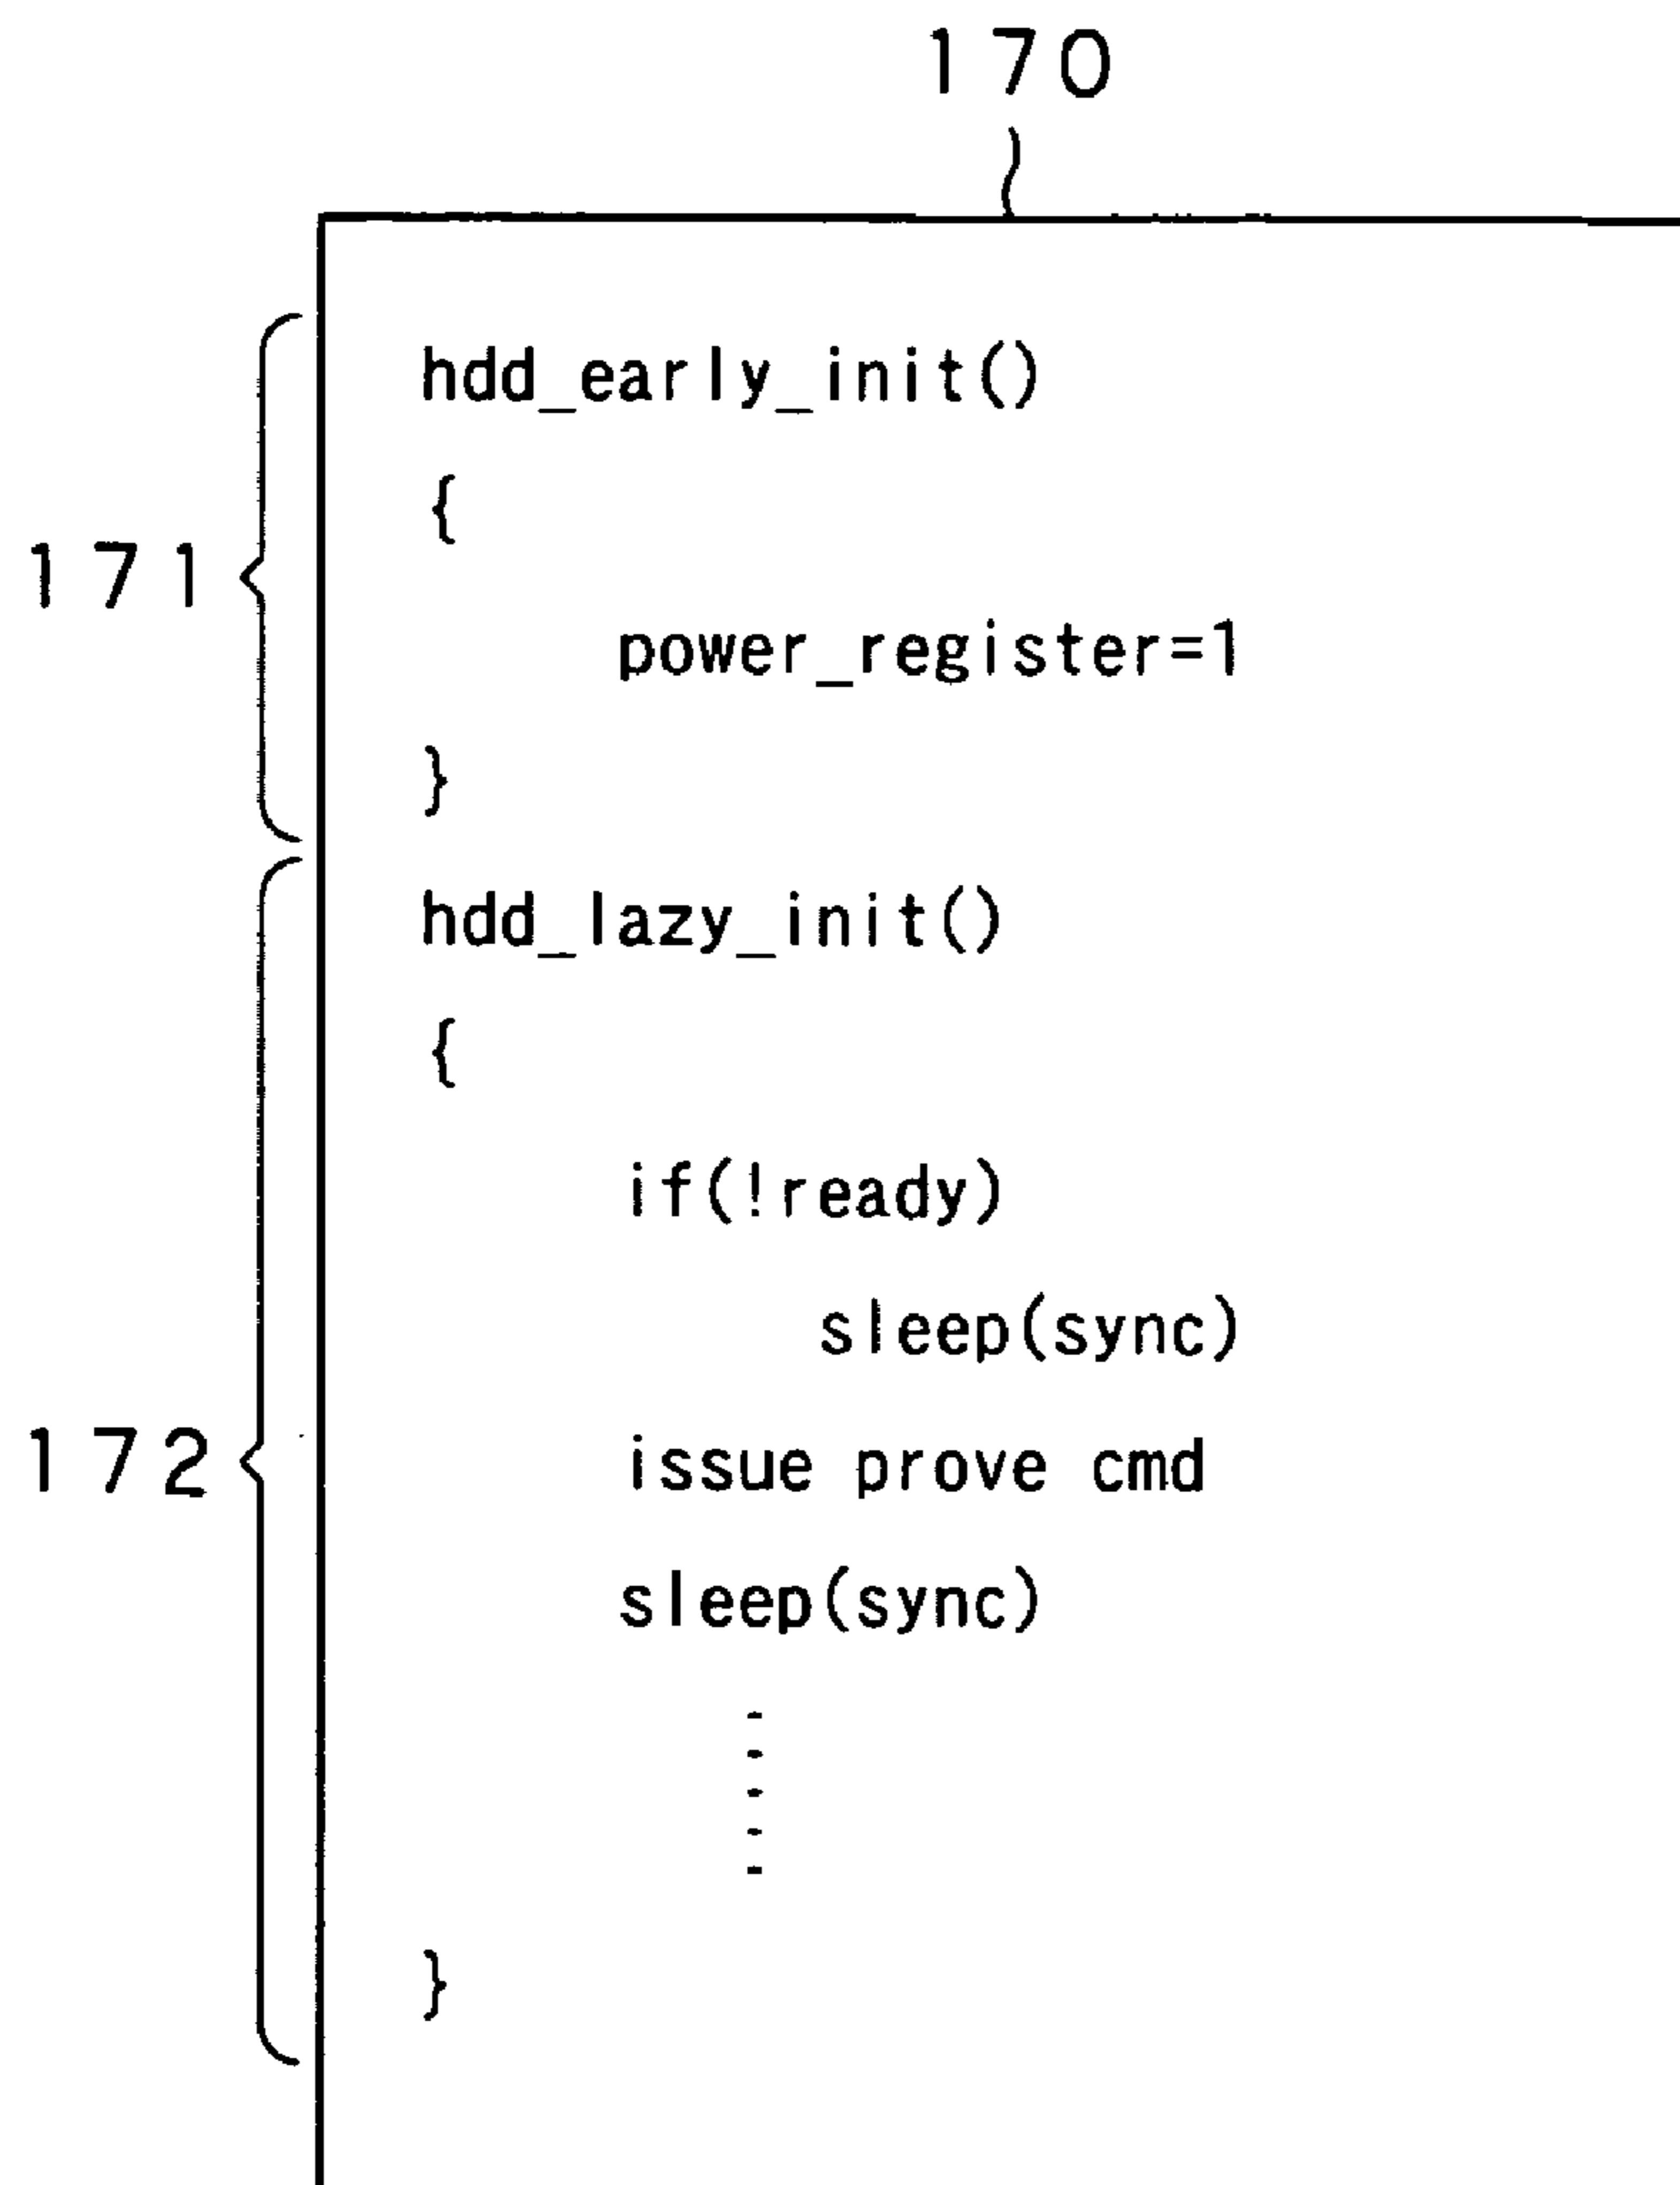 170
171
hdd_early_init()
{
power_register=1
}
172
hdd_lazy_init()
{
if(!ready)
sleep(sync)
issue prove cmd
sleep(sync)
}